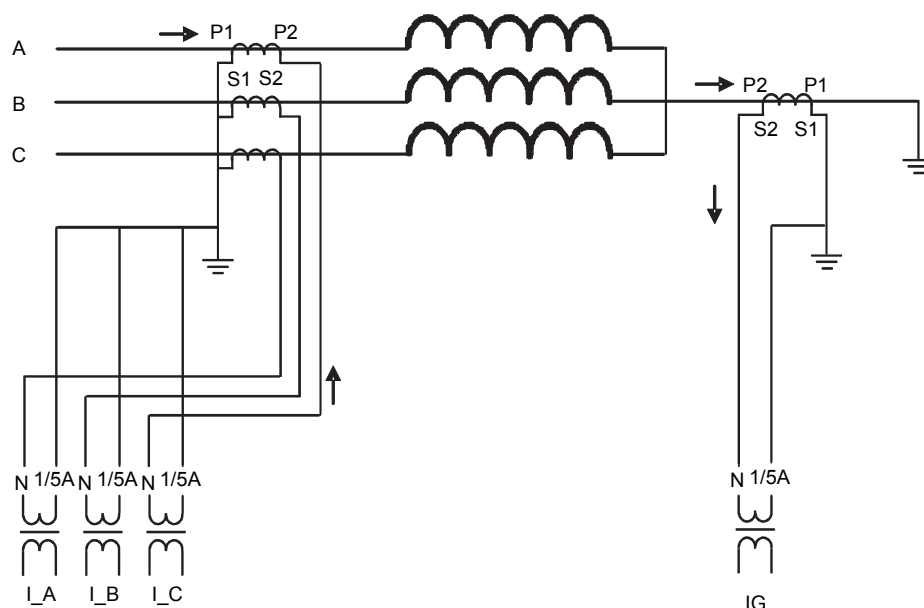 A
P1
P2
S1
S2
B
C
P2
P1
S2
S1
N 1/5A
N 1/5A
N 1/5A
N 1/5A
I_A
I_B
I_C
IG